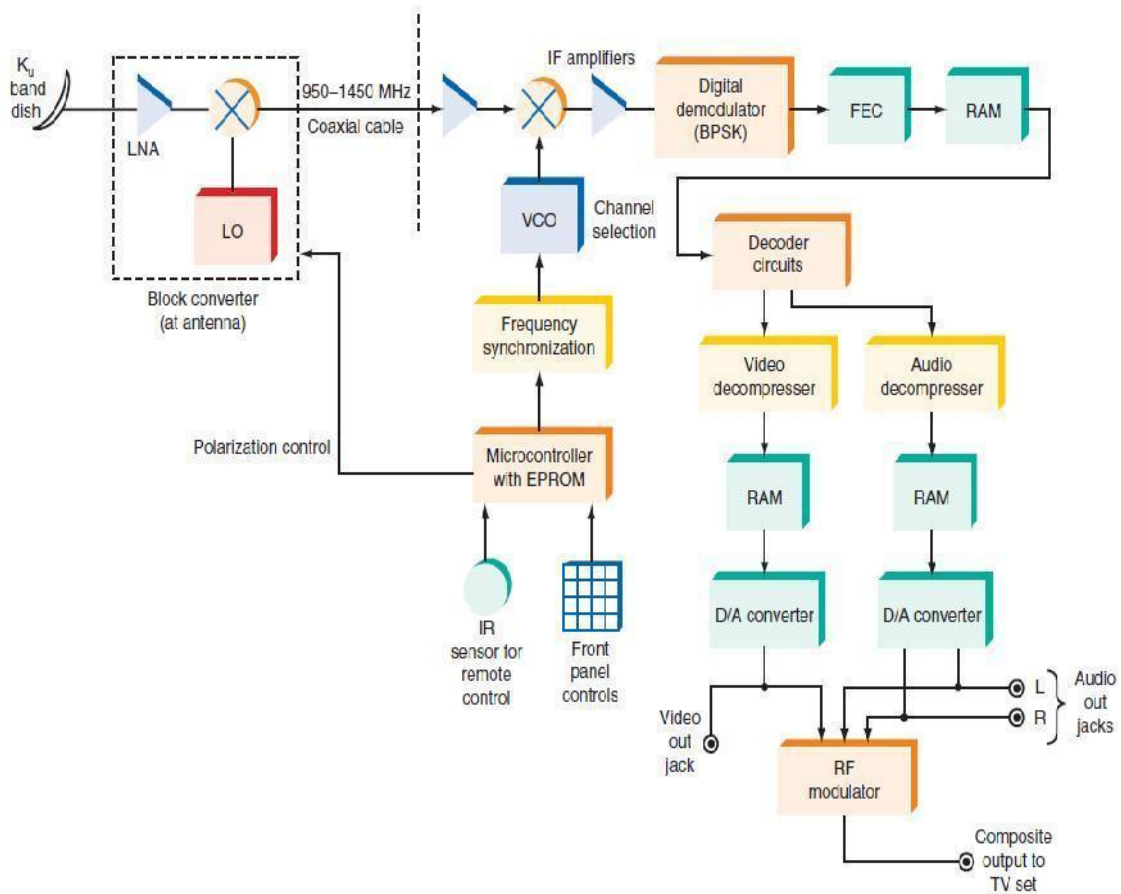 Ku
band
dish
LNA
LO
Block converter
(at antenna)
950–1450 MHz
Coaxial cable
IF amplifiers
VCO
Channel
selection
Digital
demodulator
(BPSK)
FEC
RAM
Frequency
synchronization
Microcontroller
with EPROM
Polarization control
IR
sensor for
remote
control
Front
panel
controls
Decoder
circuits
Video
decompresser
Audio
decompresser
RAM
RAM
D/A converter
D/A converter
Video
out
jack
L
R
Audio
out
jacks
RF
modulator
Composite
output to
TV set